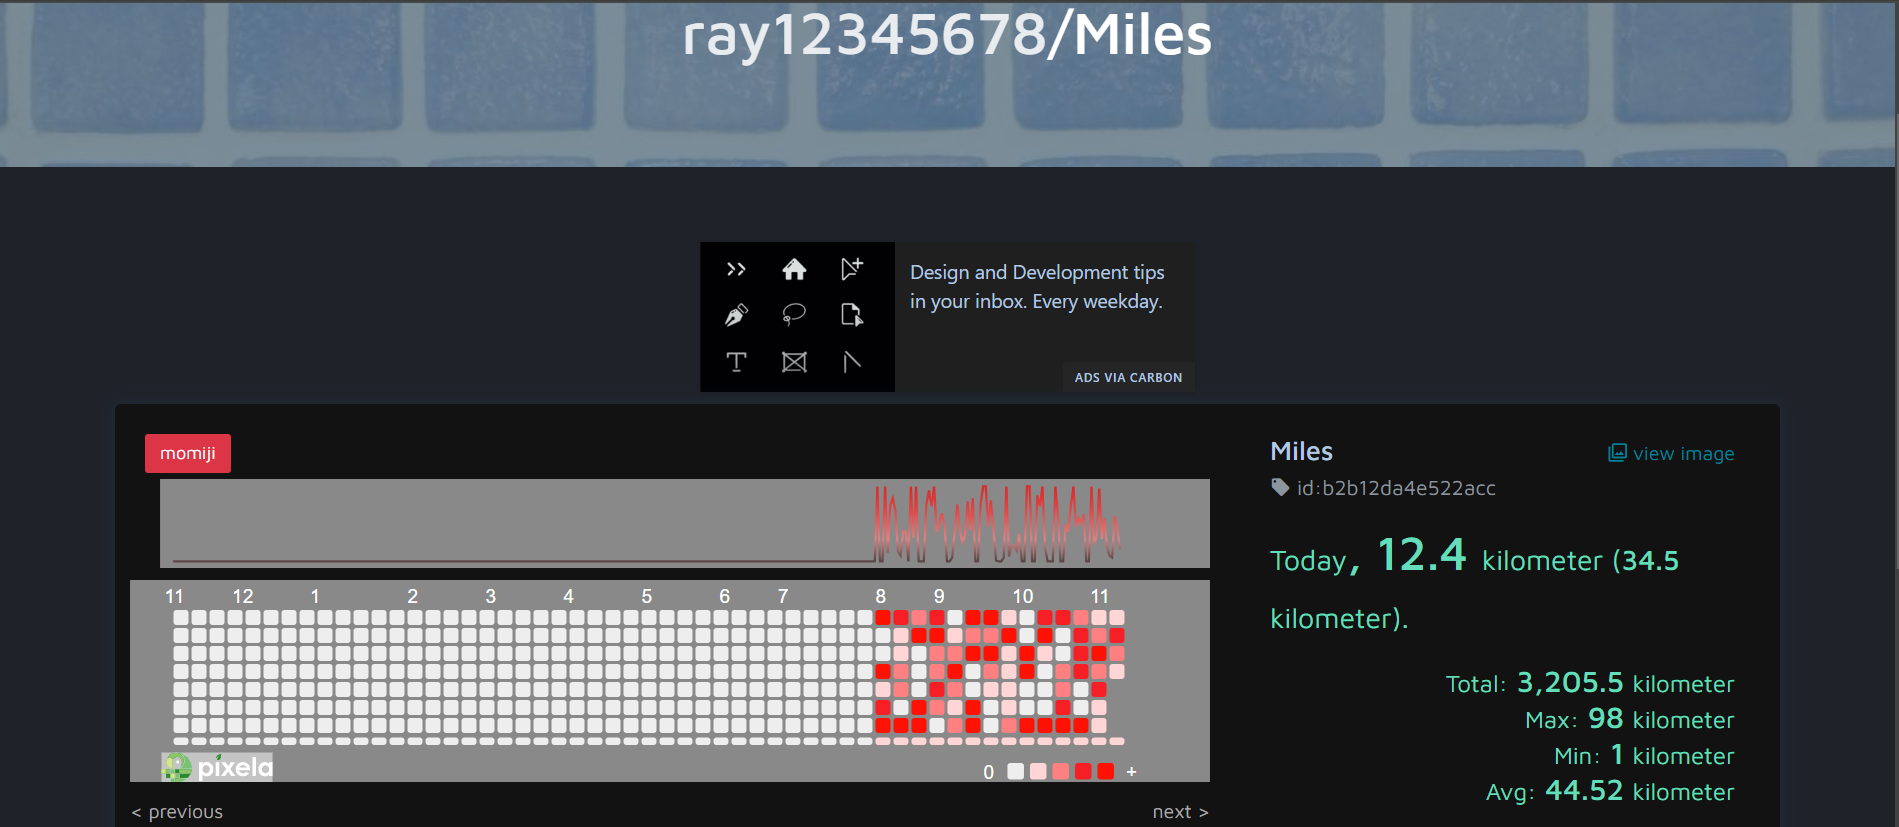 ray12345678/Miles
Design and Development tips
in your inbox. Every weekday.
ADS VIA CARBON
momiji
11 12 1 2 3 4 5 6 7 8 9 10 11
pixela
0 +
< previous
next >
Miles
view image
id:b2b12da4e522acc
Today, 12.4 kilometer (34.5
kilometer).
Total: 3,205.5 kilometer
Max: 98 kilometer
Min: 1 kilometer
Avg: 44.52 kilometer